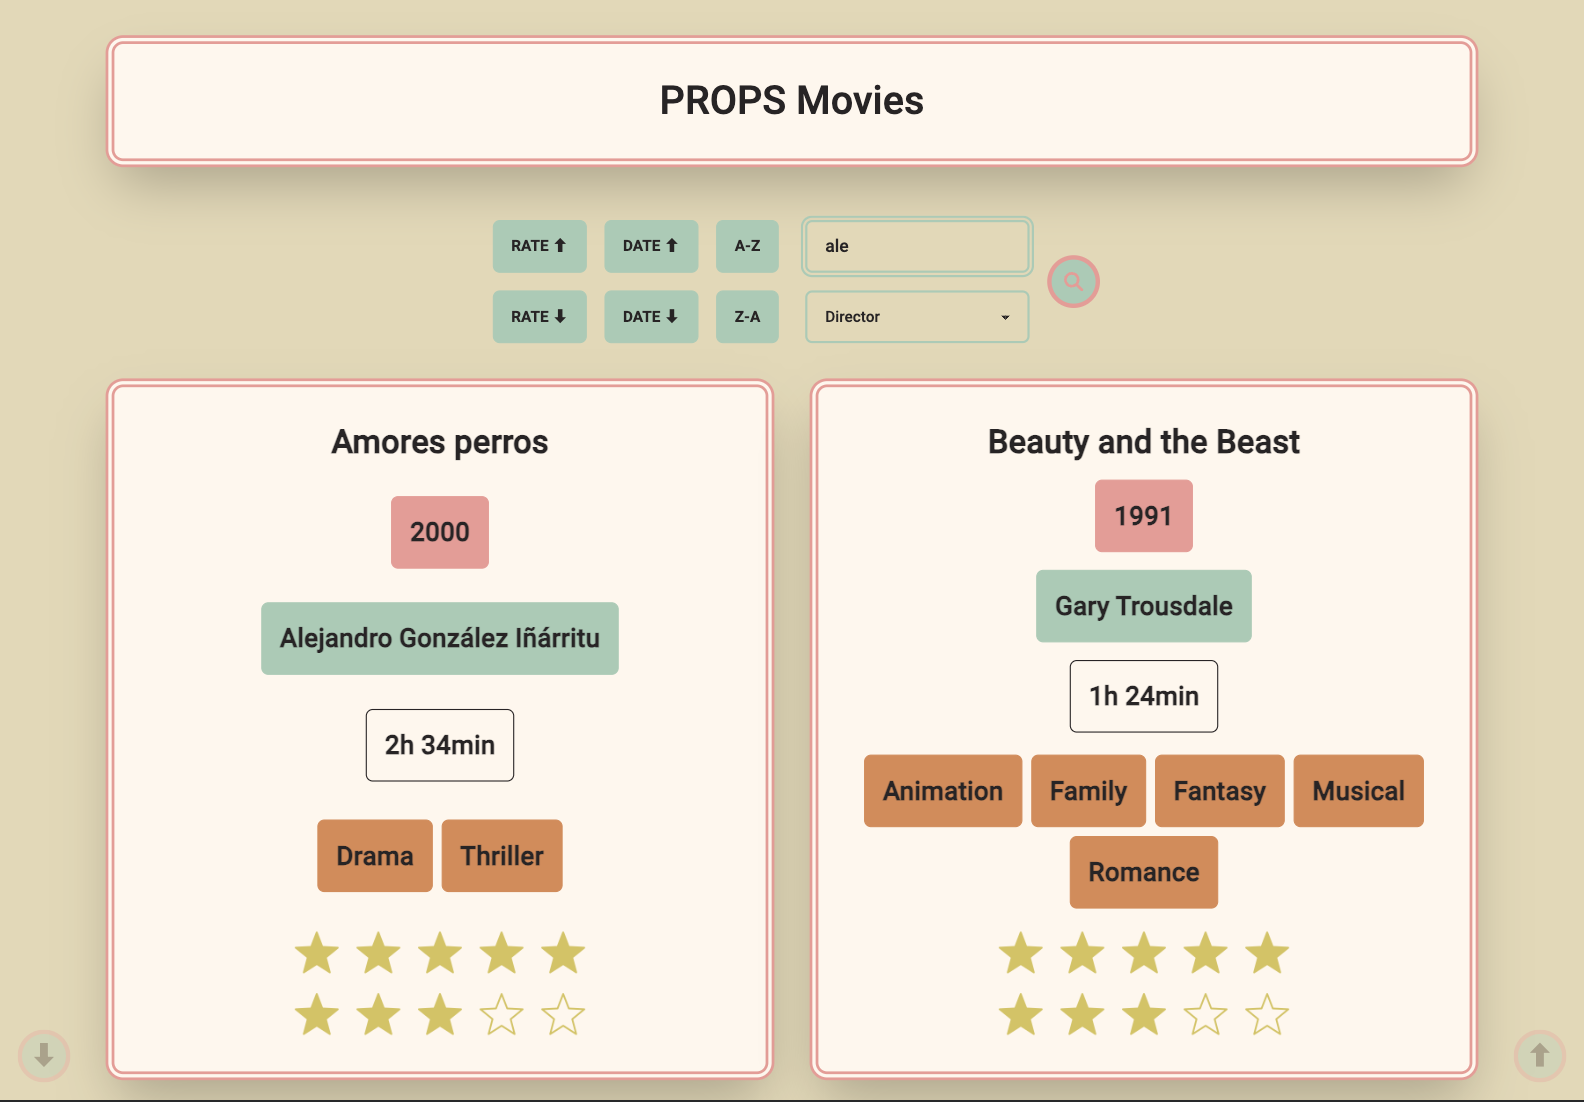 PROPS Movies
RATE DATE A-Z ale
RATE DATE Z-A Director
Amores perros
2000
Alejandro González Iñárritu
2h 34min
Drama Thriller
Beauty and the Beast
1991
Gary Trousdale
1h 24min
Animation Family Fantasy Musical
Romance